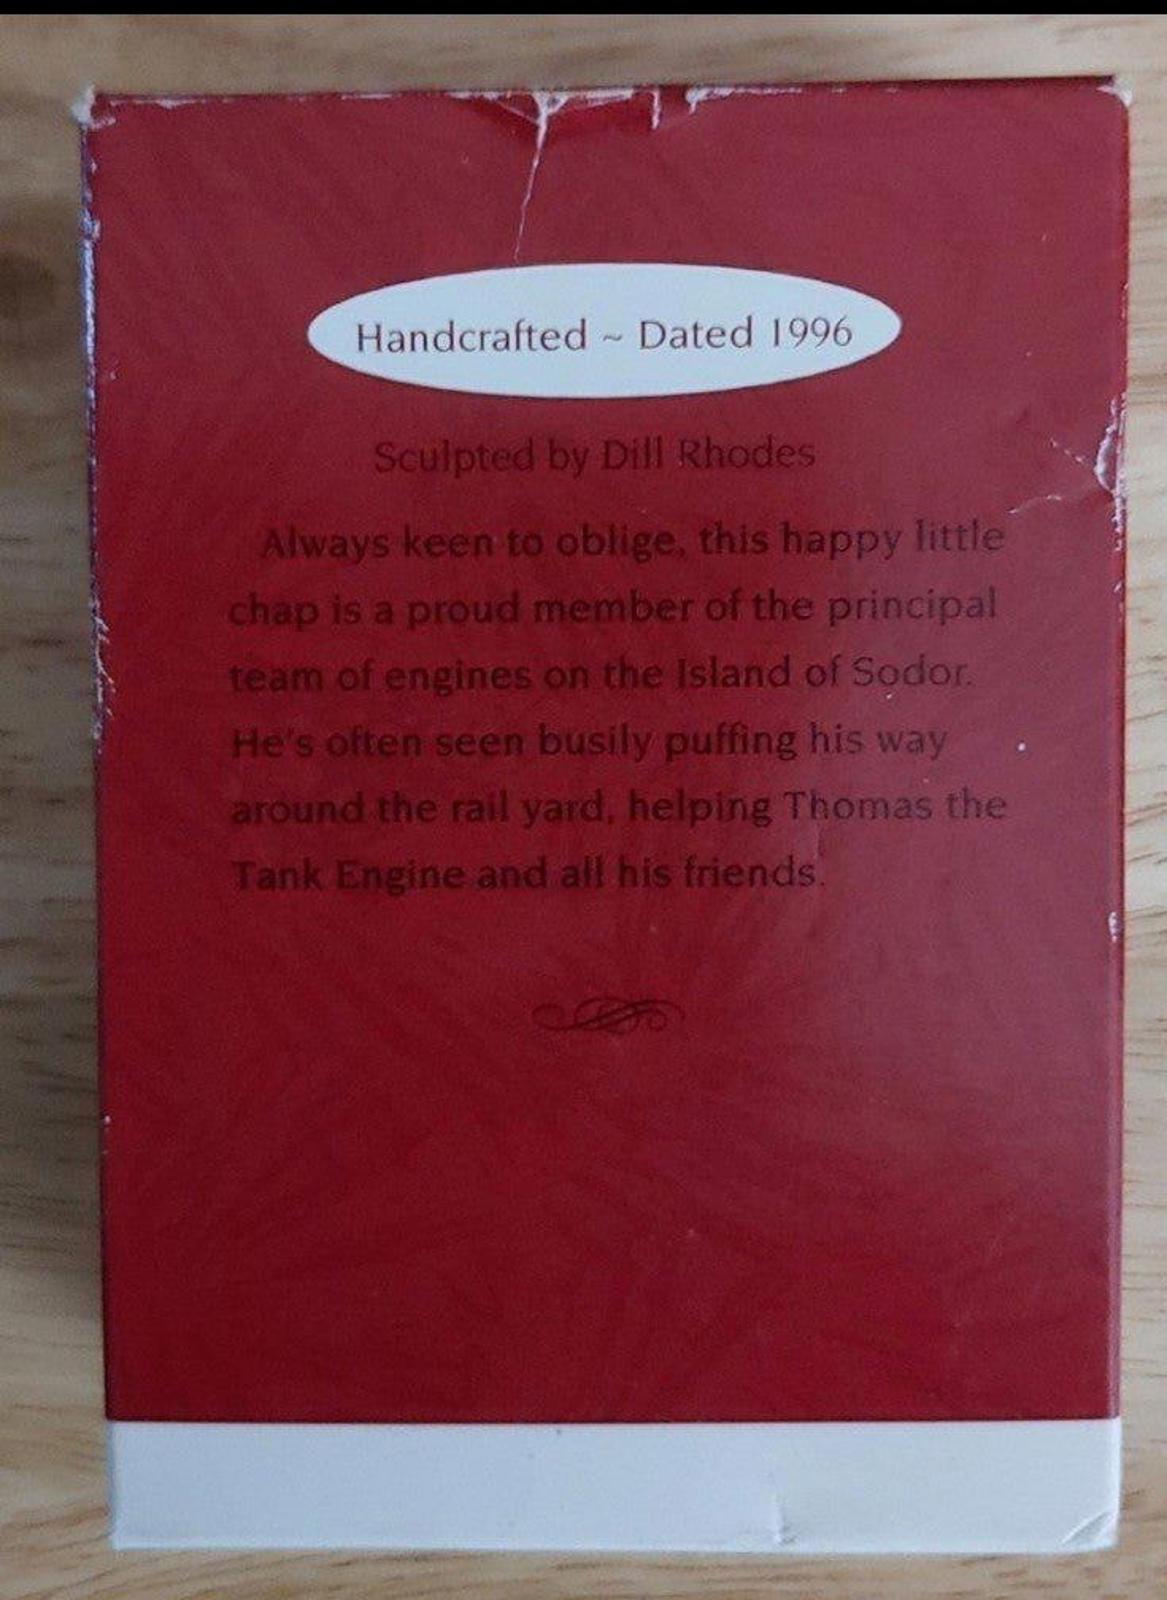 Handcrafted ~ Dated 1996
Sculpted by Dill Rhodes
Always keen to oblige, this happy little
chap is a proud member of the principal
team of engines on the Island of Sodor.
He's often seen busily puffing his way
around the rail yard, helping Thomas the
Tank Engine and all his friends.